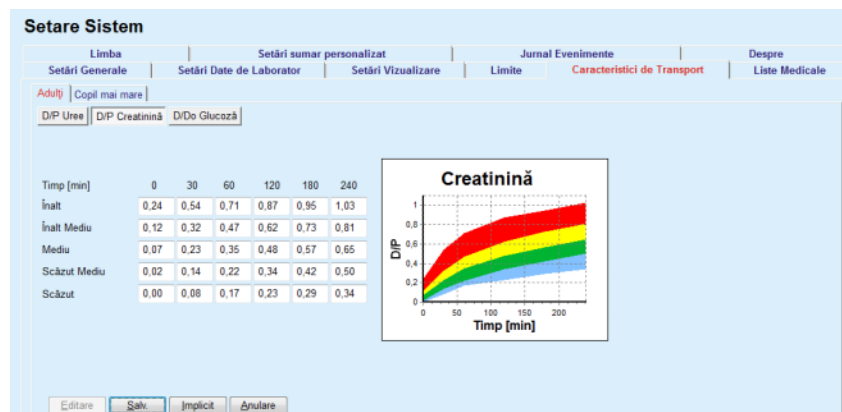 Setare Sistem
Limba Setări sumar personalizat Jurnal Evenimente Despre
Setări Generale Setări Date de Laborator Setări Vizualizare Limite Caracteristici de Transport Liste Medicale
Adulți Copil mai mare
D/P Uree D/P Creatinină D/Do Glucoză
Timp [min] 0 30 60 120 180 240
Înalt 0,24 0,54 0,71 0,87 0,95 1,03
Înalt Mediu 0,12 0,32 0,47 0,62 0,73 0,81
Mediu 0,07 0,23 0,35 0,48 0,57 0,65
Scăzut Mediu 0,02 0,14 0,22 0,34 0,42 0,50
Scăzut 0,00 0,08 0,17 0,23 0,29 0,34
Creatinină
D/P
1
0,8
0,6
0,4
0,2
0
0 50 100 150 200
Timp [min]
Editare Salv. Implicit Anulare